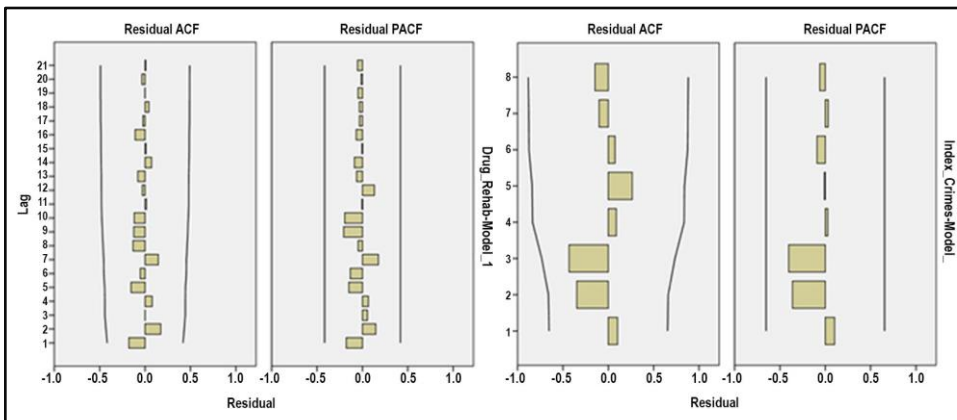 Residual ACF
Residual PACF
Residual ACF
Residual PACF
Lag
21
20
19
18
17
16
14
14
13
12
11
10
9
8
7
6
5
4
3
2
1
-1.0 -0.5 0.0 0.5 1.0
-1.0 -0.5 0.0 0.5 1.0
Residual
Drug_Rehab-Model_1
8
7
6
5
4
3
2
1
-1.0 -0.5 0.0 0.5 1.0
-1.0 -0.5 0.0 0.5 1.0
Residual
Index_Crimes-Model_